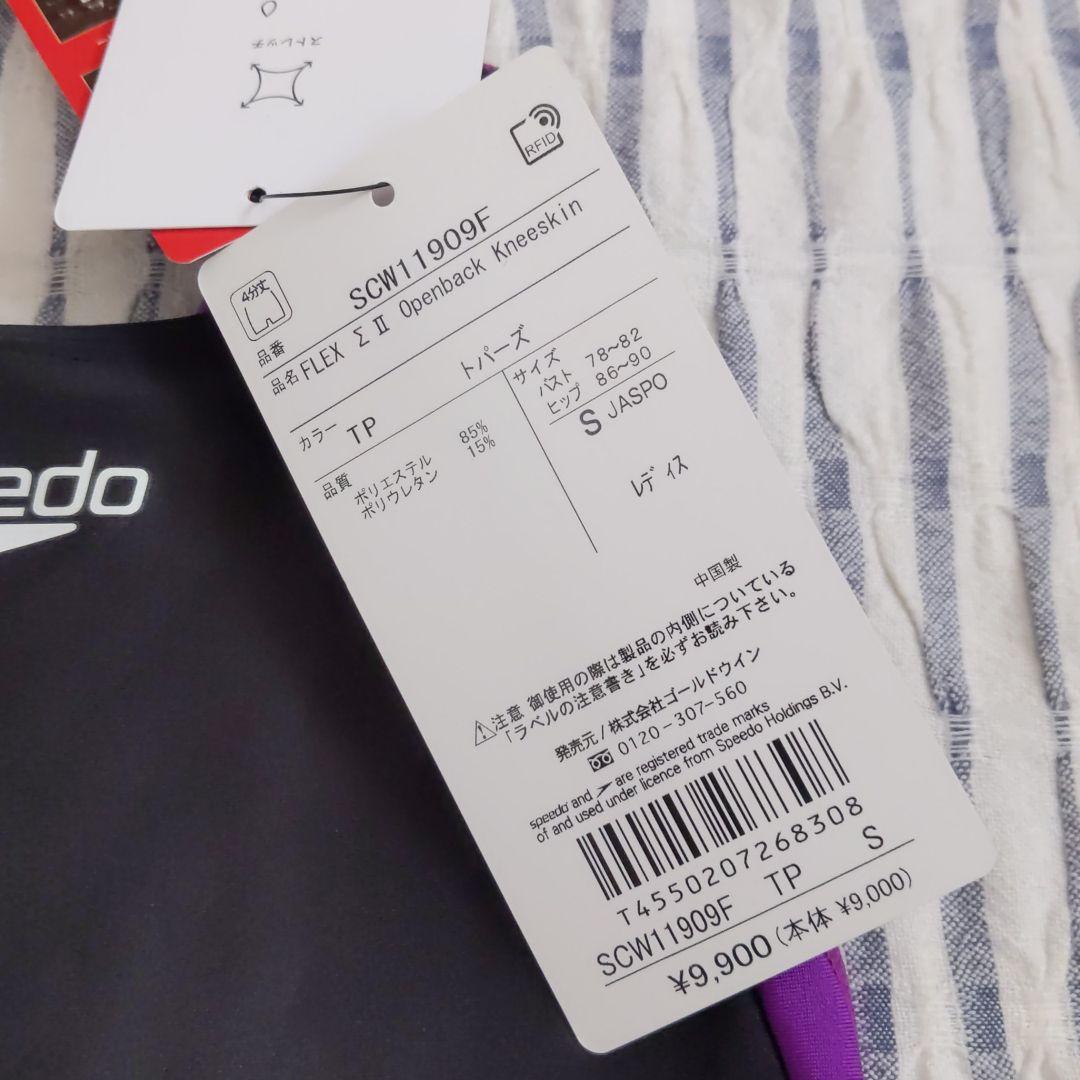 ストレッチ
RFID
4分丈
品番 SCW11909F
品名 FLEX Σ Ⅱ Openback Kneeskin
カラー TP トパーズ
品質 ポリエステル 85%
ポリウレタン 15%
サイズ
バスト 78~82
ヒップ 86~90
S JASPO
レディス
中国製
注意 御使用の際は製品の内側についている
「ラベルの注意書き」を必ずお読み下さい。
発売元/株式会社ゴールドウイン
0120-307-560
speedo and are registered trade marks
of and used under licence from Speedo Holdings B.V.
T4550207268308
SCW11909F TP S
¥9,900(本体 ¥9,000)
eedo